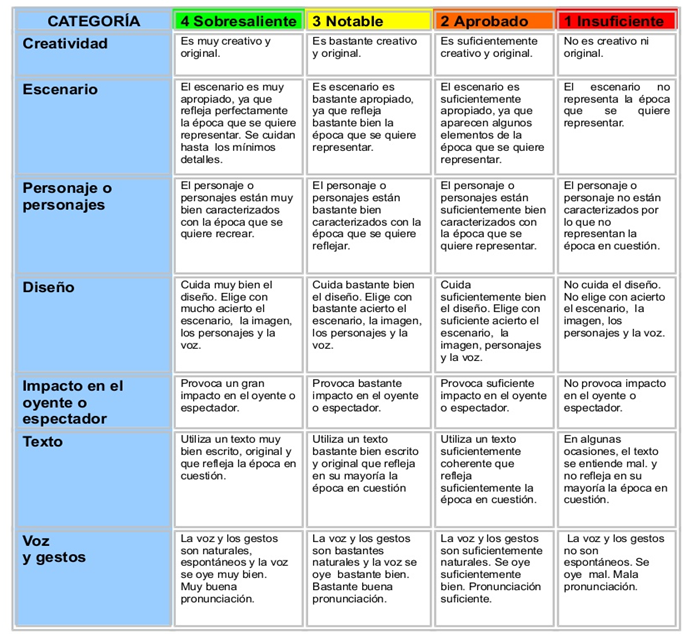 CATEGORÍA
4 Sobresaliente
3 Notable
2 Aprobado
1 Insuficiente
Creatividad
Es muy creativo y
original.
Es bastante creativo
y original.
Es suficientemente
creativo y original.
No es creativo ni
original.
Escenario
El escenario es muy
apropiado, ya que
refleja perfectamente
la época que se quiere
representar. Se cuidan
hasta los mínimos
detalles.
Es escenario es
bastante apropiado,
ya que refleja
bastante bien la
época que se quiere
representar.
El escenario es
suficientemente
apropiado, ya que
aparecen algunos
elementos de la
época que se quiere
representar.
El escenario no
representa la época
que se quiere
representar.
Personaje o
personajes
El personaje o
personajes están muy
bien caracterizados
con la época que se
quiere recrear.
El personaje o
personajes están
bastante bien
caracterizados con la
época que se quiere
reflejar.
El personaje o
personajes están
suficientemente bien
caracterizados con
la época que se
quiere representar.
El personaje o
personaje no están
caracterizados por
lo que no
representan la
época en cuestión.
Diseño
Cuida muy bien el
diseño. Elige con
mucho acierto el
escenario, la imagen,
los personajes y la
voz.
Cuida bastante bien
el diseño. Elige con
bastante acierto el
escenario, la imagen,
los personajes y la
voz.
Cuida
suficientemente bien
el diseño. Elige con
suficiente acierto el
escenario, la
imagen, personajes
y la voz.
No cuida el diseño.
No elige con acierto
el escenario, la
imagen, los
personajes y la voz.
Impacto en el
oyente o
espectador
Provoca un gran
impacto en el oyente o
espectador.
Provoca bastante
impacto en el oyente
o espectador.
Provoca suficiente
impacto en el oyente
o espectador.
No provoca impacto
en el oyente o
espectador.
Texto
Utiliza un texto muy
bien escrito, original y
que refleja la época en
cuestión.
Utiliza un texto
bastante bien escrito
y original que refleja
en su mayoría la
época en cuestión
Utiliza un texto
suficientemente
coherente que
refleja
suficientemente la
época en cuestión.
En algunas
ocasiones, el texto
se entiende mal. y
no refleja en su
mayoría la época en
cuestión.
Voz
y gestos
La voz y los gestos
son naturales,
espontáneos y la voz
se oye muy bien.
Muy buena
pronunciación.
La voz y los gestos
son bastantes
naturales y la voz se
oye bastante bien.
Bastante buena
pronunciación.
La voz y los gestos
son suficientemente
naturales. Se oye
suficientemente
bien. Pronunciación
suficiente.
La voz y los gestos
no son
espontáneos. Se
oye mal. Mala
pronunciación.